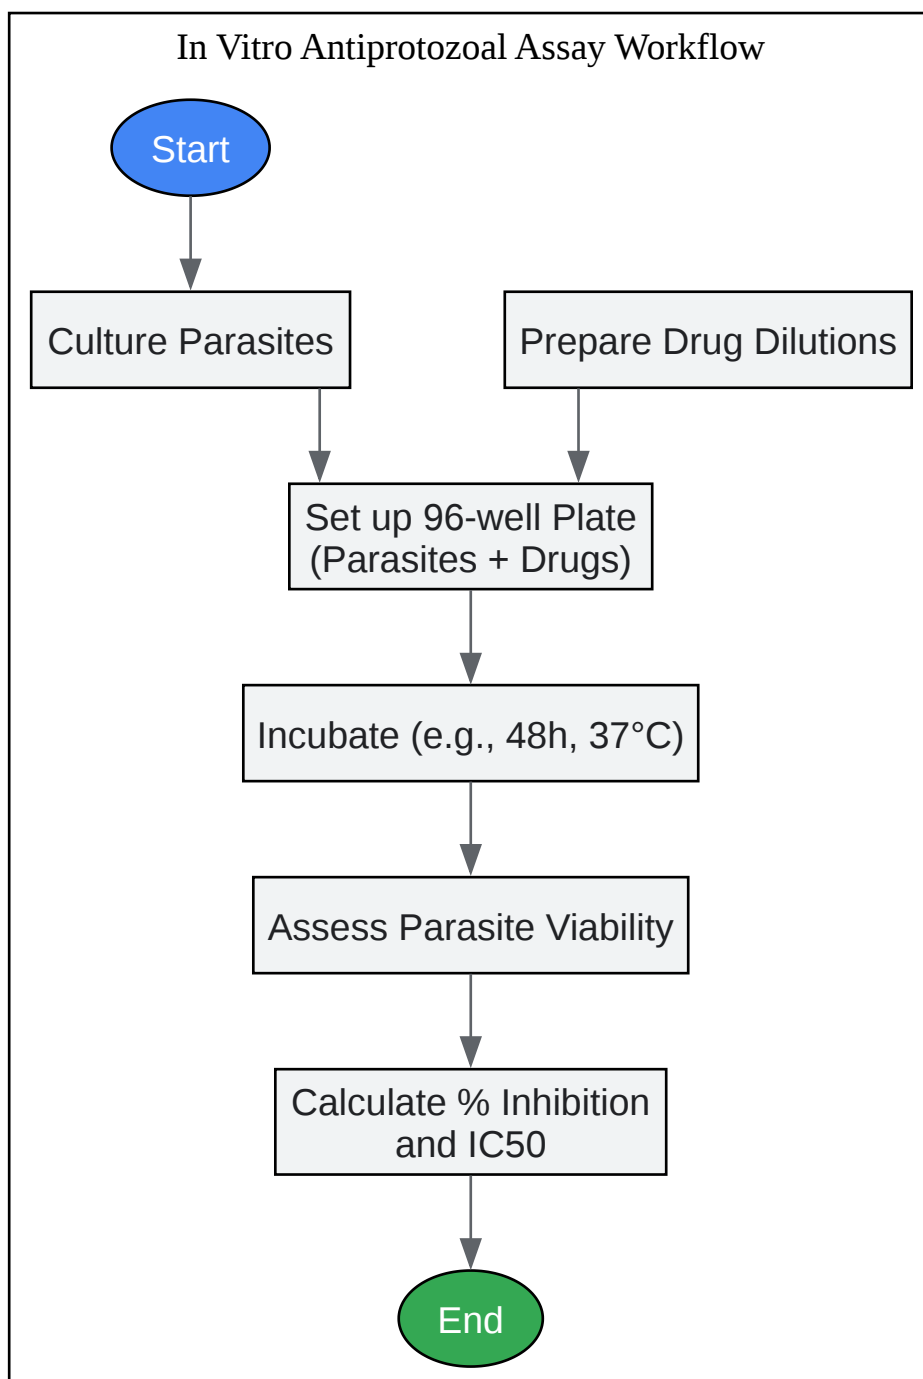 In Vitro Antiprotozoal Assay Workflow
Start
Culture Parasites
Prepare Drug Dilutions
Set up 96-well Plate
(Parasites + Drugs)
Incubate (e.g., 48h, 37°C)
Assess Parasite Viability
Calculate % Inhibition
and IC50
End